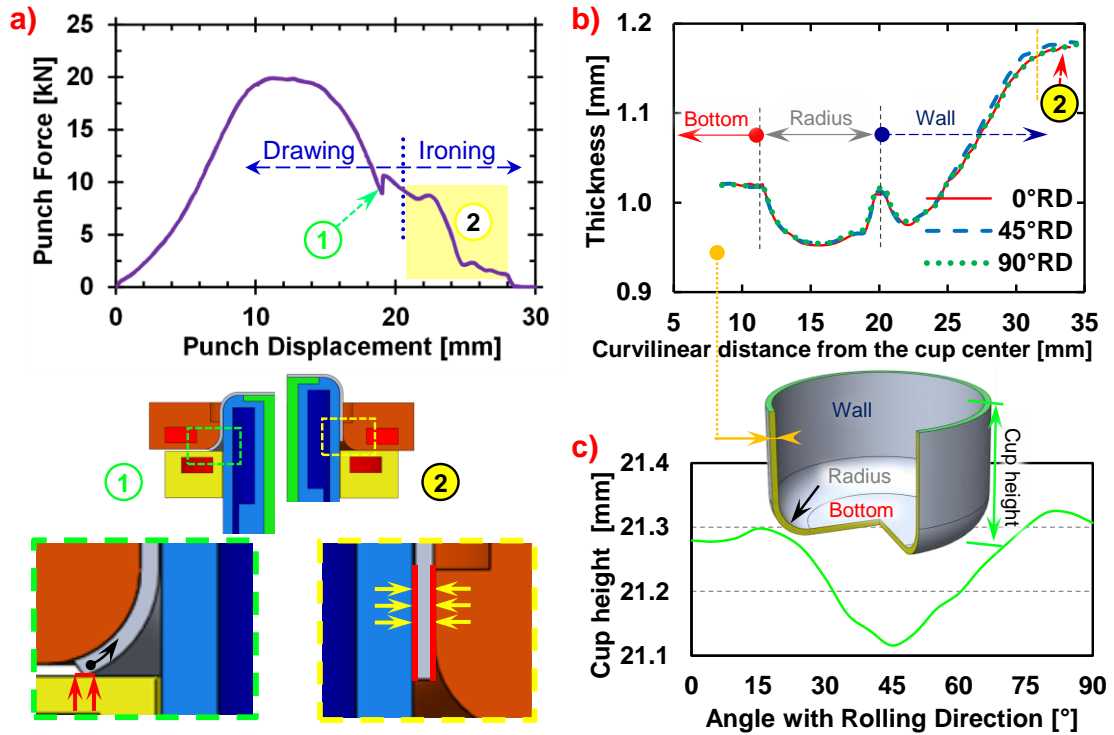 a)
Punch Force [kN]
25
20
15
10
5
0
Drawing
Ironing
1
2
0
10
20
30
Punch Displacement [mm]
b)
Thickness [mm]
1.2
1.1
1.0
0.9
Bottom
Radius
Wall
2
0°RD
45°RD
90°RD
5
10
15
20
25
30
35
Curvilinear distance from the cup center [mm]
1
2
c)
Cup height [mm]
21.4
21.3
21.2
21.1
Wall
Radius
Bottom
Cup height
0
15
30
45
60
75
90
Angle with Rolling Direction [°]